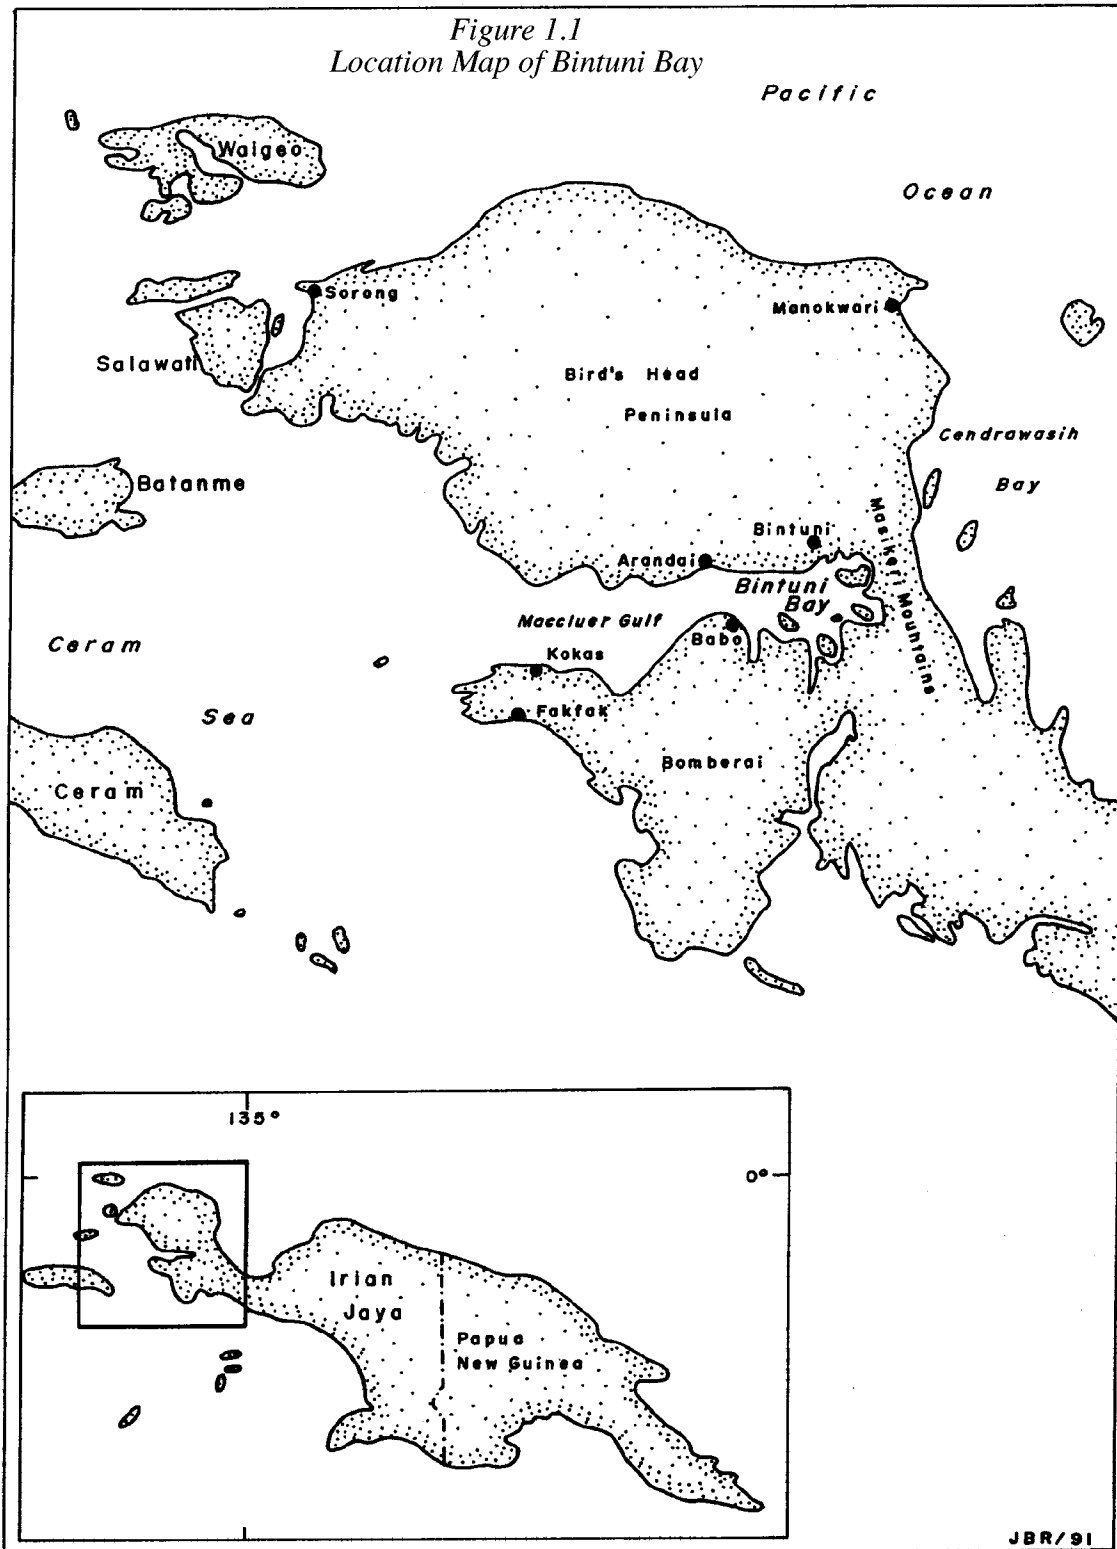 Figure 1.1
Location Map of Bintuni Bay
Pacific
Ocean
Waigeo
Sorong
Manokwari
Salawati
Bird's Head
Peninsula
Cendrawasih
Bay
Batanme
Bintuni
Arandai
Masikeri Mountains
Bintuni
Bay
Maccluer Gulf
Babo
Kokas
Ceram
Sea
Fakfak
Bomberai
Ceram
135°
0°
Irian
Jaya
Papua
New Guinea
JBR/91